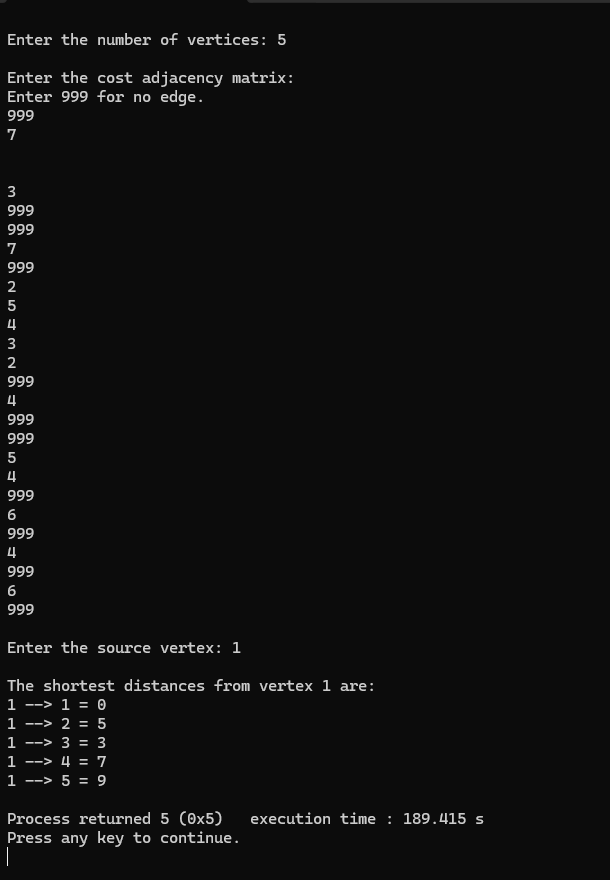 Enter the number of vertices: 5
Enter the cost adjacency matrix:
Enter 999 for no edge.
999
7
3
999
999
7
999
2
5
4
3
2
999
4
999
999
5
4
999
6
999
4
999
6
999
Enter the source vertex: 1
The shortest distances from vertex 1 are:
1 --> 1 = 0
1 --> 2 = 5
1 --> 3 = 3
1 --> 4 = 7
1 --> 5 = 9
Process returned 5 (0x5)   execution time : 189.415 s
Press any key to continue.